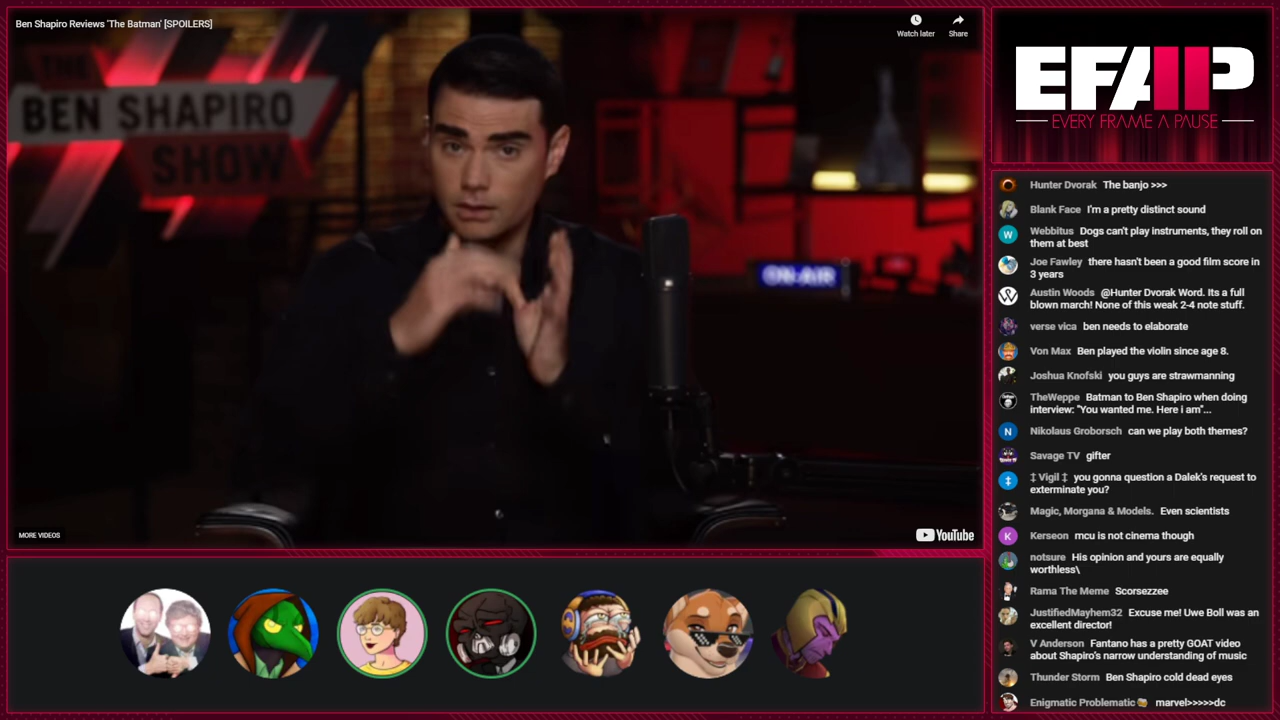 Ben Shapiro Reviews 'The Batman' [SPOILERS]
Watch later
Share
THE
BEN SHAPIRO
SHOW
ON-AIR
MORE VIDEOS
YouTube
EFAP
EVERY FRAME A PAUSE
Hunter Dvorak The banjo >>>
Blank Face I'm a pretty distinct sound
W
Webbitus Dogs can't play instruments, they roll on
them at best
Joe Fawley there hasn't been a good film score in
3 years
Austin Woods @Hunter Dvorak Word. Its a full
blown march! None of this weak 2-4 note stuff.
verse vica ben needs to elaborate
Von Max Ben played the violin since age 8.
Joshua Knofski you guys are strawmanning
TheWeppe Batman to Ben Shapiro when doing
interview: "You wanted me. Here i am"...
N
Nikolaus Groborsch can we play both themes?
Savage TV gifter
‡ Vigil ‡ you gonna question a Dalek's request to
exterminate you?
Magic, Morgana & Models. Even scientists
K
Kerseon mcu is not cinema though
notsure His opinion and yours are equally
worthless\
Rama The Meme Scorsezzee
JustifiedMayhem32 Excuse me! Uwe Boll was an
excellent director!
V Anderson Fantano has a pretty GOAT video
about Shapiro's narrow understanding of music
Thunder Storm Ben Shapiro cold dead eyes
Enigmatic Problematic marvel>>>>>dc